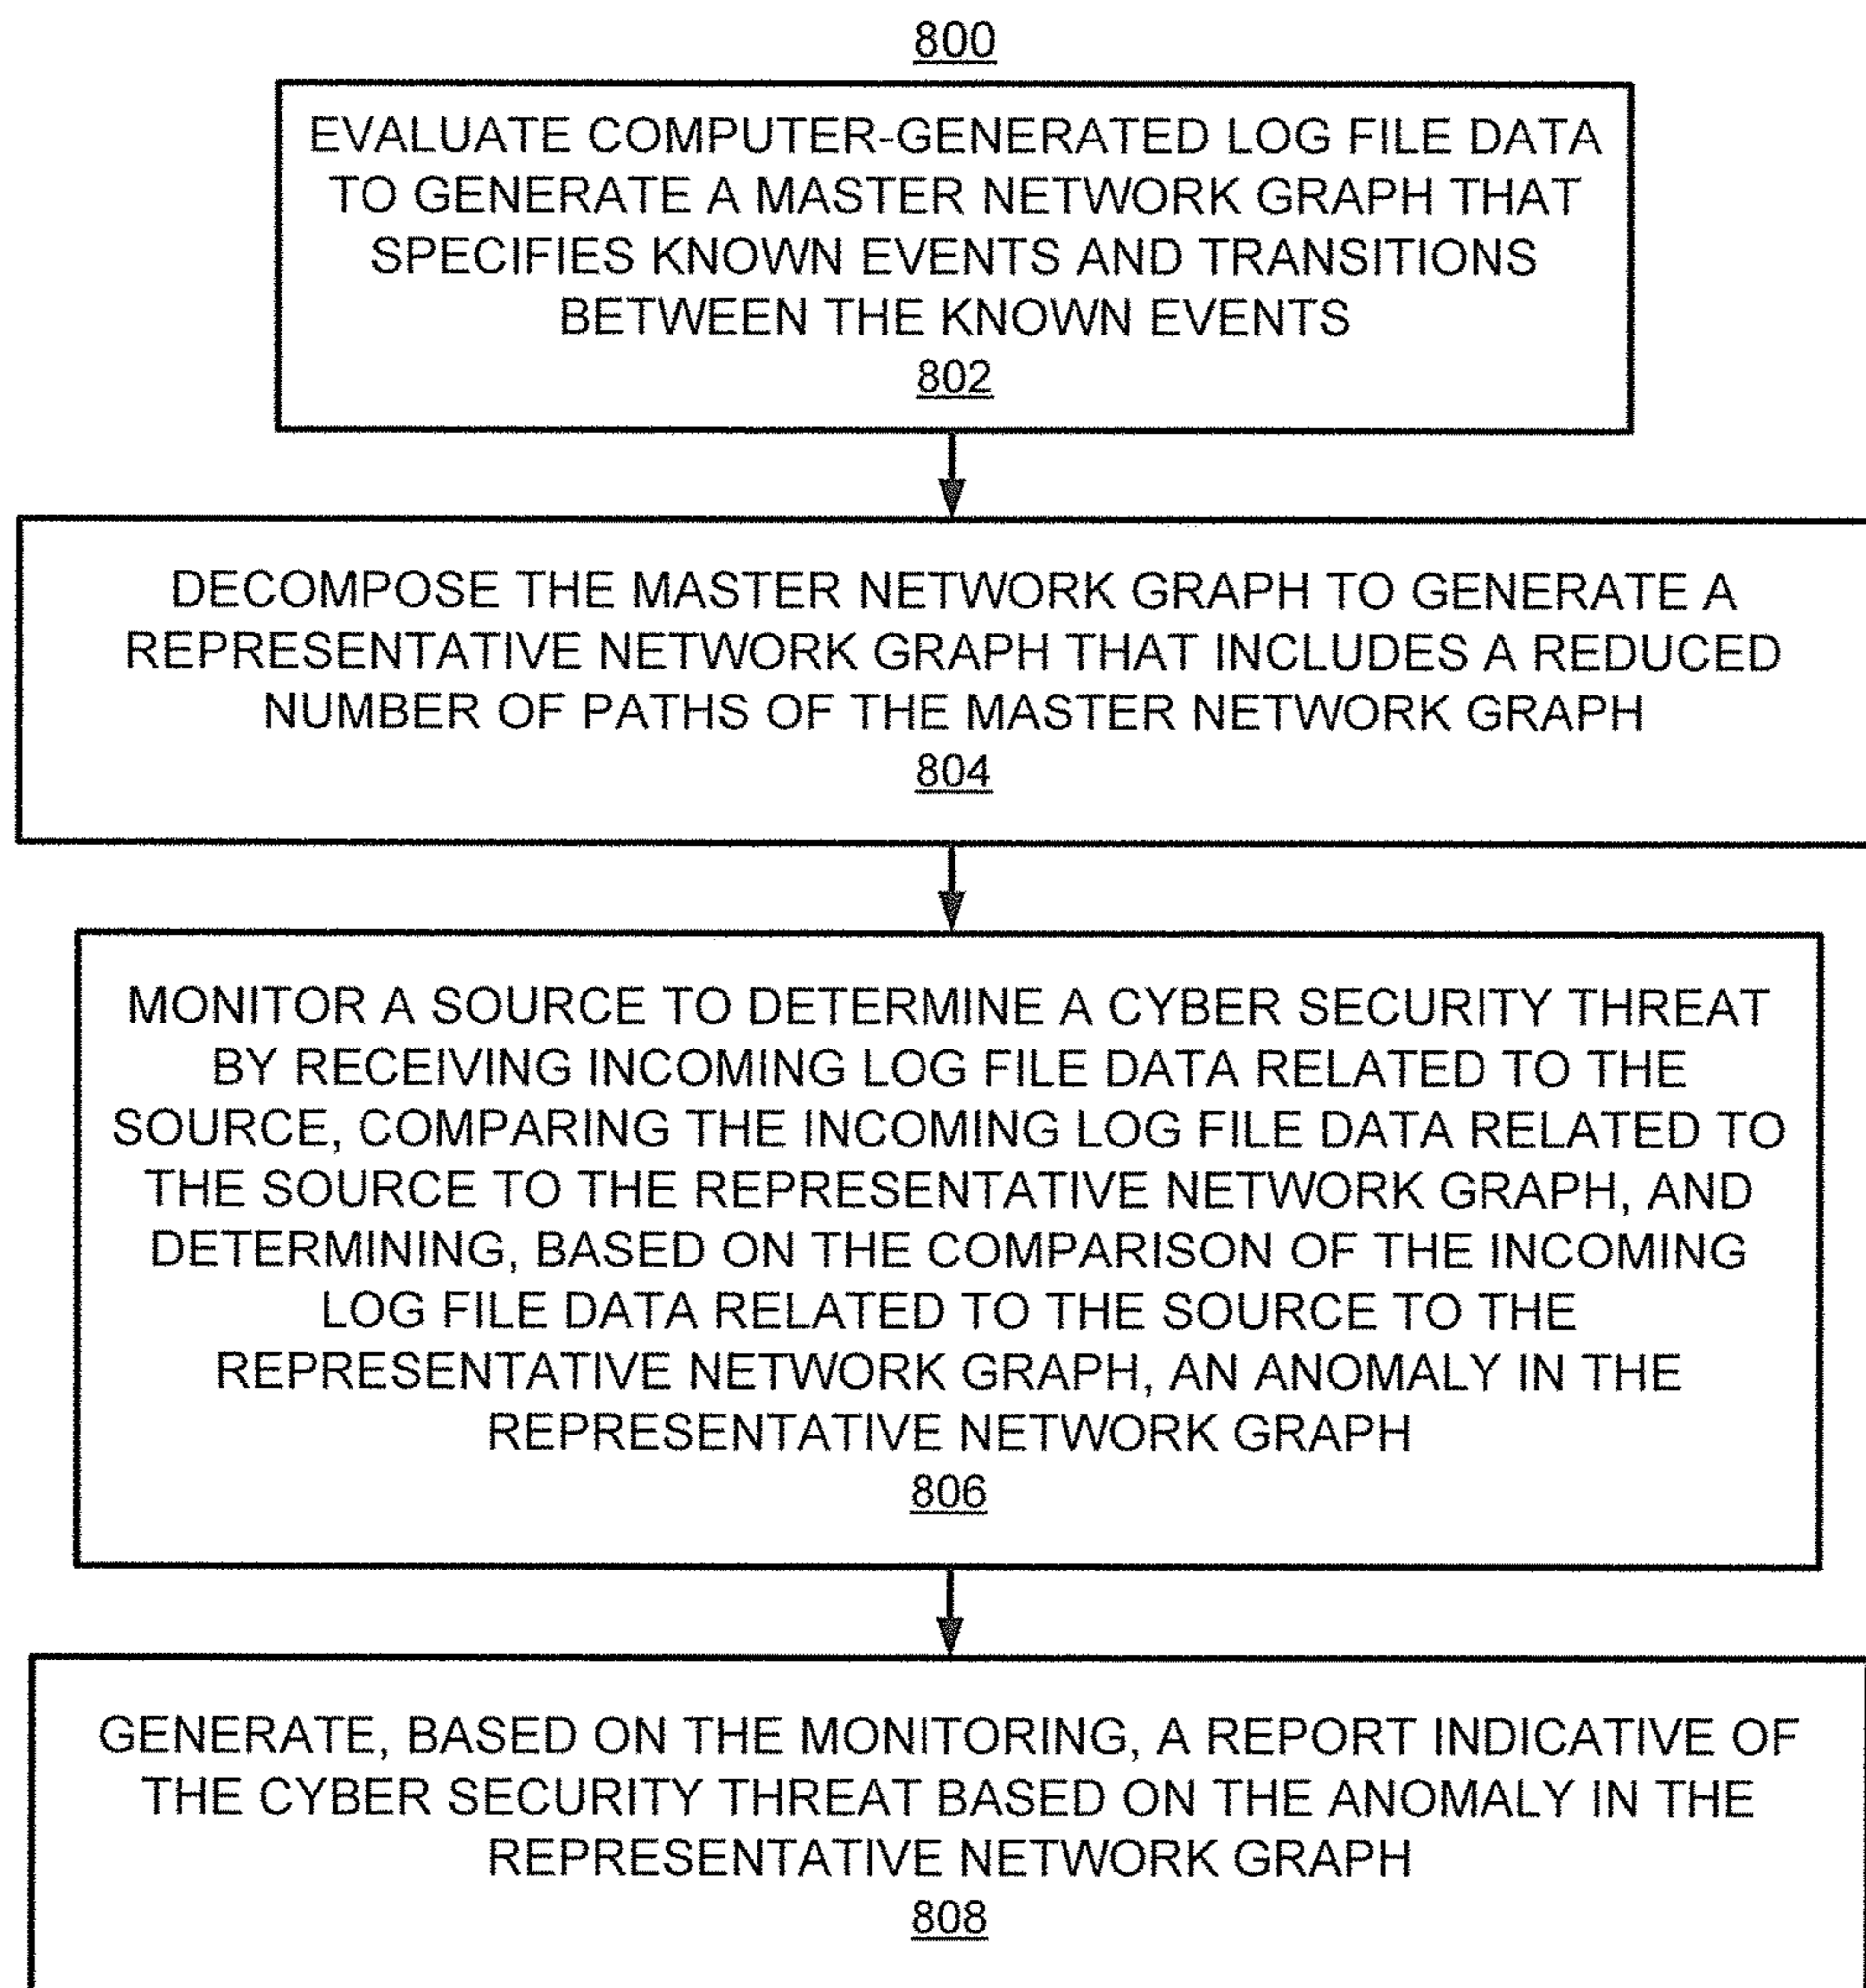 800
EVALUATE COMPUTER-GENERATED LOG FILE DATA
TO GENERATE A MASTER NETWORK GRAPH THAT
SPECIFIES KNOWN EVENTS AND TRANSITIONS
BETWEEN THE KNOWN EVENTS
802
DECOMPOSE THE MASTER NETWORK GRAPH TO GENERATE A
REPRESENTATIVE NETWORK GRAPH THAT INCLUDES A REDUCED
NUMBER OF PATHS OF THE MASTER NETWORK GRAPH
804
MONITOR A SOURCE TO DETERMINE A CYBER SECURITY THREAT
BY RECEIVING INCOMING LOG FILE DATA RELATED TO THE
SOURCE, COMPARING THE INCOMING LOG FILE DATA RELATED TO
THE SOURCE TO THE REPRESENTATIVE NETWORK GRAPH, AND
DETERMINING, BASED ON THE COMPARISON OF THE INCOMING
LOG FILE DATA RELATED TO THE SOURCE TO THE
REPRESENTATIVE NETWORK GRAPH, AN ANOMALY IN THE
REPRESENTATIVE NETWORK GRAPH
806
GENERATE, BASED ON THE MONITORING, A REPORT INDICATIVE OF
THE CYBER SECURITY THREAT BASED ON THE ANOMALY IN THE
REPRESENTATIVE NETWORK GRAPH
808